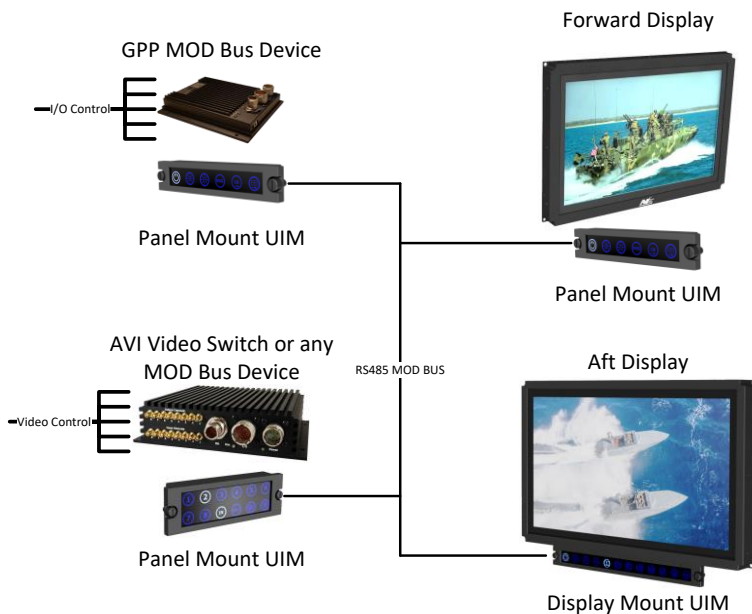 Forward Display
GPP MOD Bus Device
I/O Control
Panel Mount UIM
Panel Mount UIM
AVI Video Switch or any
MOD Bus Device
RS485 MOD BUS
Aft Display
Video Control
Panel Mount UIM
Display Mount UIM